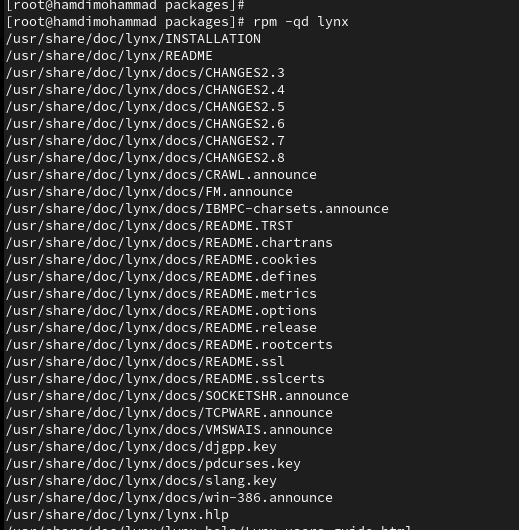 [root@hamdimohammad packages]#
[root@hamdimohammad packages]# rpm -qd lynx
/usr/share/doc/lynx/INSTALLATION
/usr/share/doc/lynx/README
/usr/share/doc/lynx/docs/CHANGES2.3
/usr/share/doc/lynx/docs/CHANGES2.4
/usr/share/doc/lynx/docs/CHANGES2.5
/usr/share/doc/lynx/docs/CHANGES2.6
/usr/share/doc/lynx/docs/CHANGES2.7
/usr/share/doc/lynx/docs/CHANGES2.8
/usr/share/doc/lynx/docs/CRAWL.announce
/usr/share/doc/lynx/docs/FM.announce
/usr/share/doc/lynx/docs/IBMPC-charsets.announce
/usr/share/doc/lynx/docs/README.TRST
/usr/share/doc/lynx/docs/README.chartrans
/usr/share/doc/lynx/docs/README.cookies
/usr/share/doc/lynx/docs/README.defines
/usr/share/doc/lynx/docs/README.metrics
/usr/share/doc/lynx/docs/README.options
/usr/share/doc/lynx/docs/README.release
/usr/share/doc/lynx/docs/README.rootcerts
/usr/share/doc/lynx/docs/README.ssl
/usr/share/doc/lynx/docs/README.sslcerts
/usr/share/doc/lynx/docs/SOCKETSHR.announce
/usr/share/doc/lynx/docs/TCPWARE.announce
/usr/share/doc/lynx/docs/VMSWAIS.announce
/usr/share/doc/lynx/docs/djgpp.key
/usr/share/doc/lynx/docs/pdcurses.key
/usr/share/doc/lynx/docs/slang.key
/usr/share/doc/lynx/docs/win-386.announce
/usr/share/doc/lynx/lynx.hlp